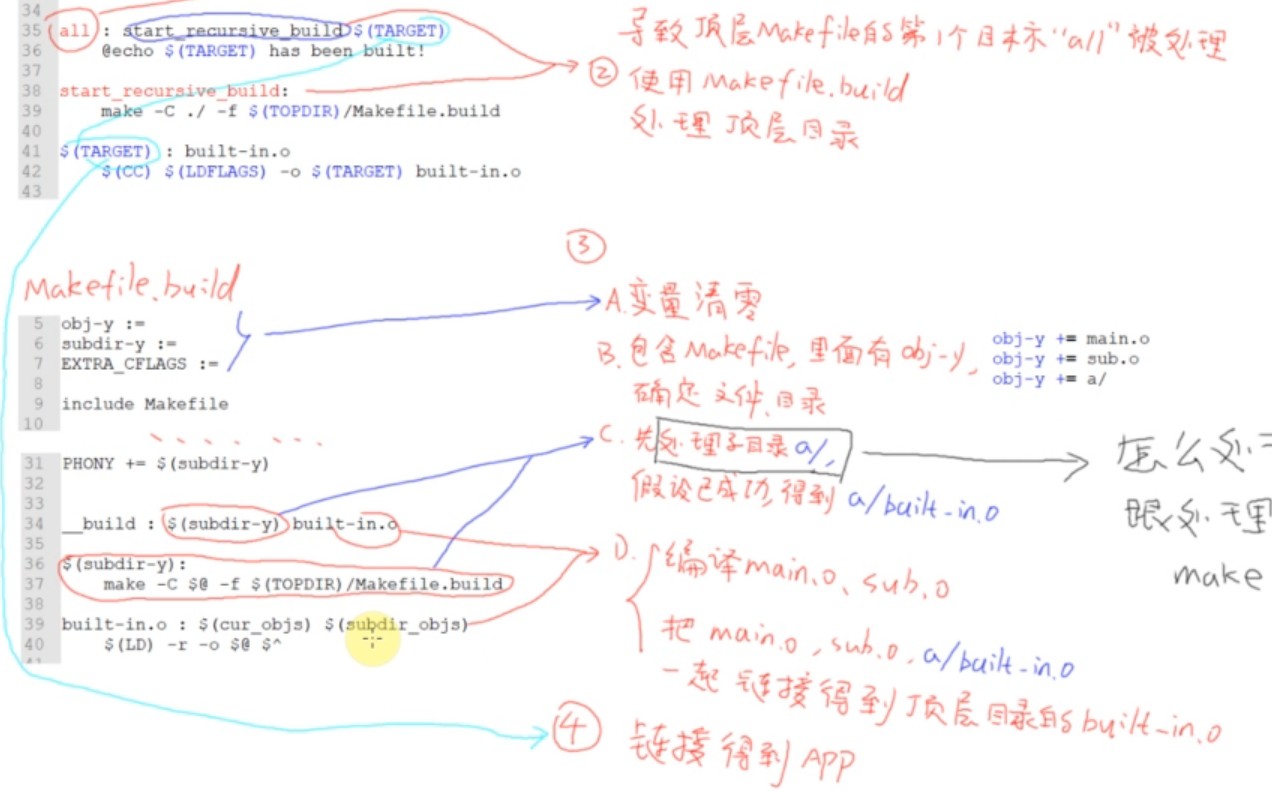 34
35 all : start_recursive_build $(TARGET)
36 @echo $(TARGET) has been built!
37
38 start_recursive_build:
39 make -C ./ -f $(TOPDIR)/Makefile.build
40
41 $(TARGET) : built-in.o
42 $(CC) $(LDFLAGS) -o $(TARGET) built-in.o
43
导致顶层Makefile的第1个目标"all"被处理
② 使用Makefile.build
处理顶层目录
③
Makefile.build
5 obj-y :=
6 subdir-y :=
7 EXTRA_CFLAGS :=
8
9 include Makefile
10
31 PHONY += $(subdir-y)
32
33
34 __build : $(subdir-y) built-in.o
35
36 $(subdir-y):
37 make -C $@ -f $(TOPDIR)/Makefile.build
38
39 built-in.o : $(cur_objs) $(subdir_objs)
40 $(LD) -r -o $@ $^
A.变量清零
B.包含Makefile,里面有obj-y,
确定文件、目录
obj-y += main.o
obj-y += sub.o
obj-y += a/
C.先处理子目录a/,
假设已成功,得到a/built-in.o
怎么处
跟处理
make
D.编译main.o、sub.o
把main.o,sub.o,a/built-in.o
一起链接得到顶层目录的built-in.o
④ 链接得到APP